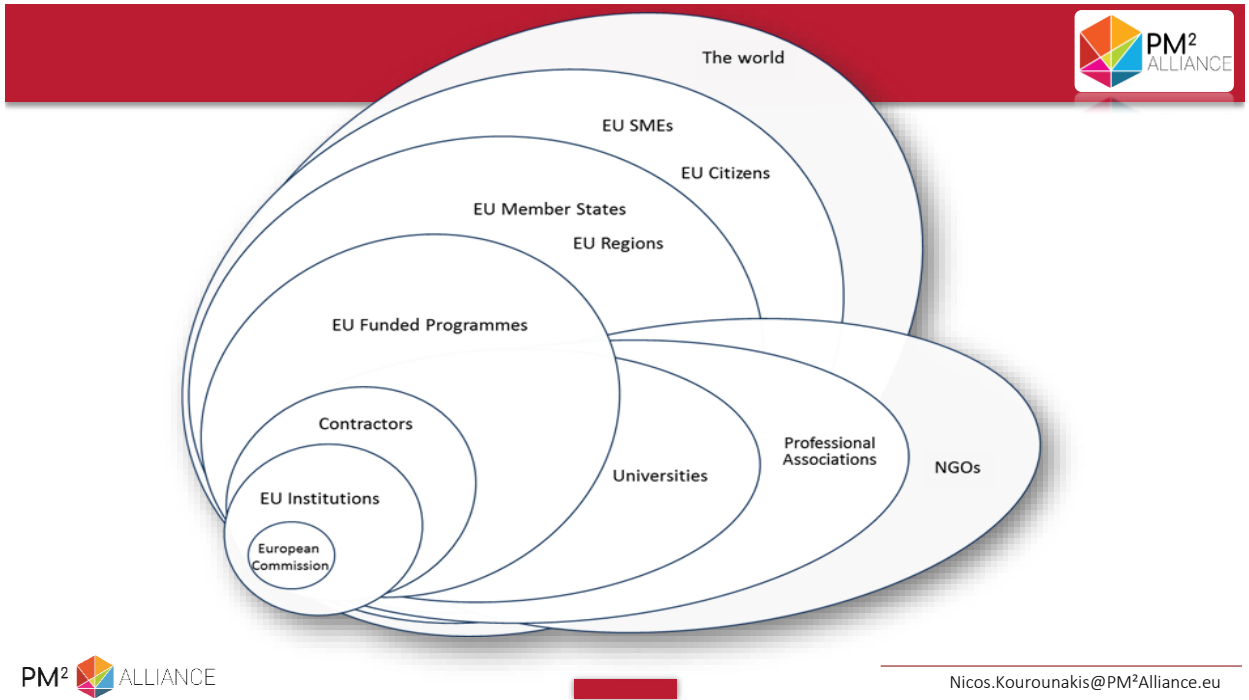 The world
PM²
ALLIANCE
EU SMEs
EU Citizens
EU Member States
EU Regions
EU Funded Programmes
Contractors
Professional
Associations
Universities
NGOs
EU Institutions
European
Commission
PM² ALLIANCE
Nicos.Kourounakis@PM²Alliance.eu